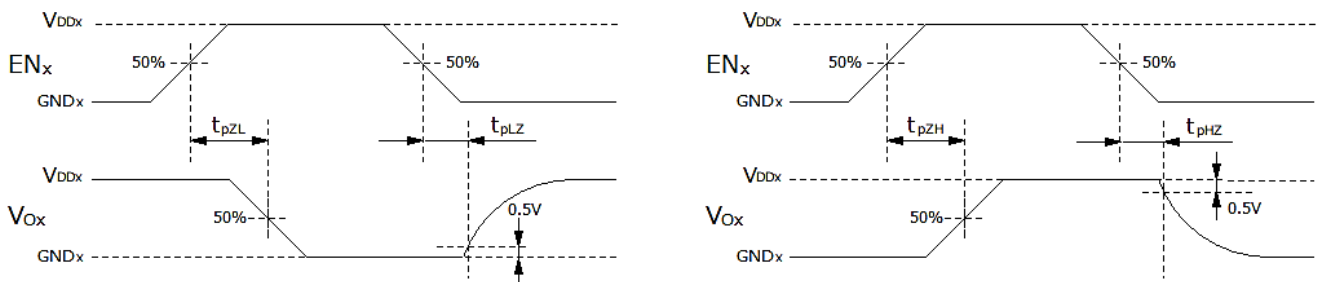 VDDx
ENx
50%
50%
GNDx
tpZL
tpLZ
VDDx
VOx
50%
0.5V
GNDx
VDDx
ENx
50%
50%
GNDx
tpZH
tpHZ
VDDx
VOx
50%
0.5V
GNDx